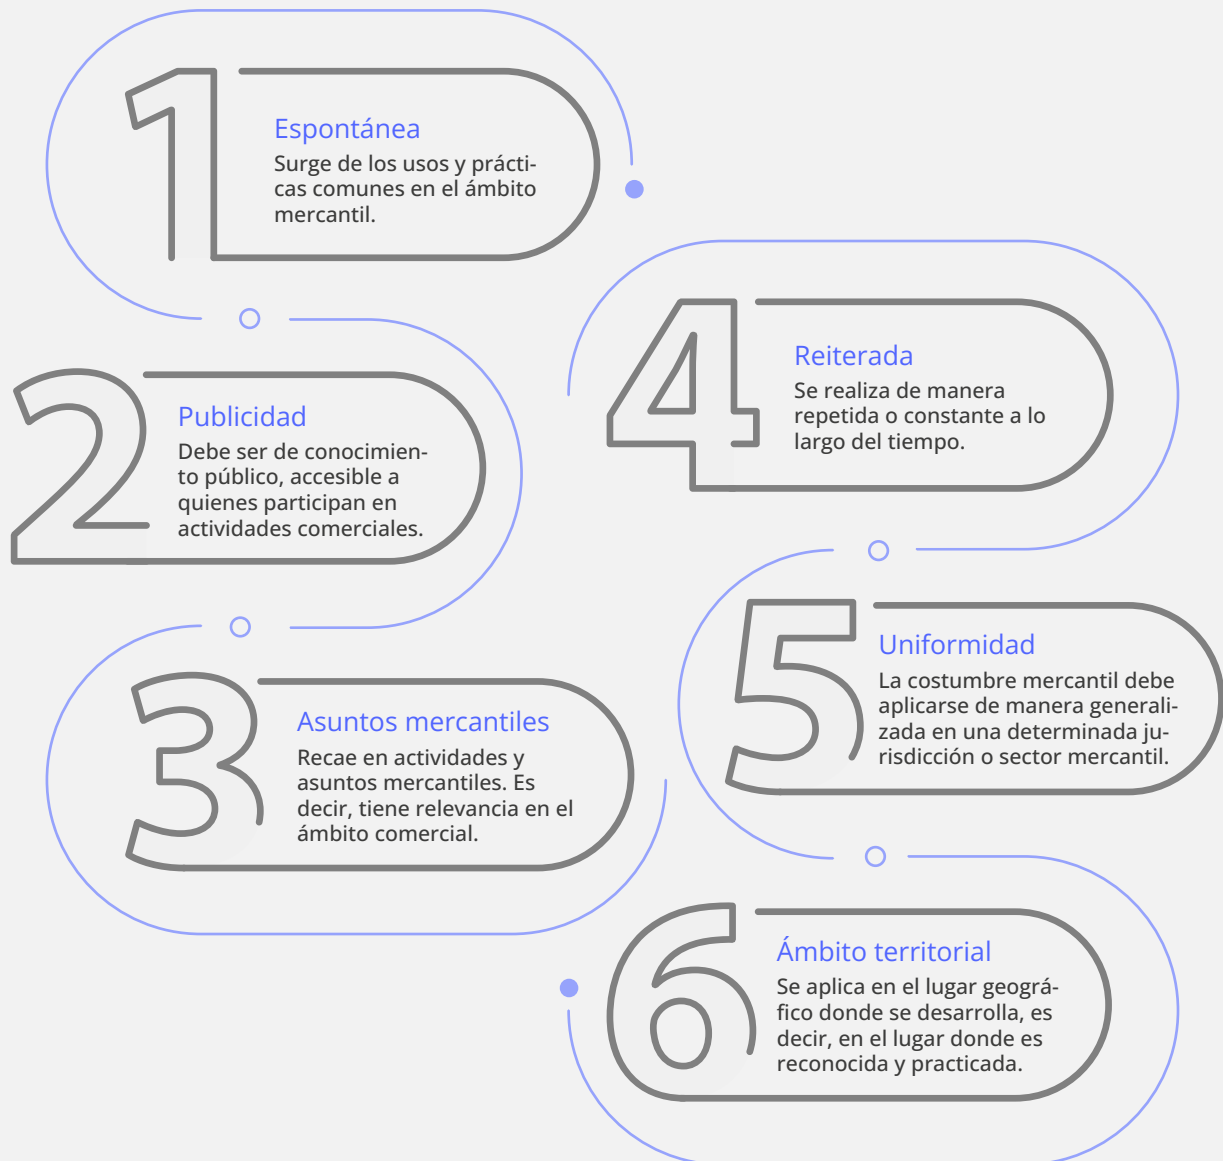 1
Espontánea
Surge de los usos y prácti-
cas comunes en el ámbito
mercantil.
2
Publicidad
Debe ser de conocimien-
to público, accesible a
quienes participan en
actividades comerciales.
3
Asuntos mercantiles
Recae en actividades y
asuntos mercantiles. Es
decir, tiene relevancia en el
ámbito comercial.
4
Reiterada
Se realiza de manera
repetida o constante a lo
largo del tiempo.
5
Uniformidad
La costumbre mercantil debe
aplicarse de manera generali-
zada en una determinada ju-
risdicción o sector mercantil.
6
Ámbito territorial
Se aplica en el lugar geográ-
fico donde se desarrolla, es
decir, en el lugar donde es
reconocida y practicada.